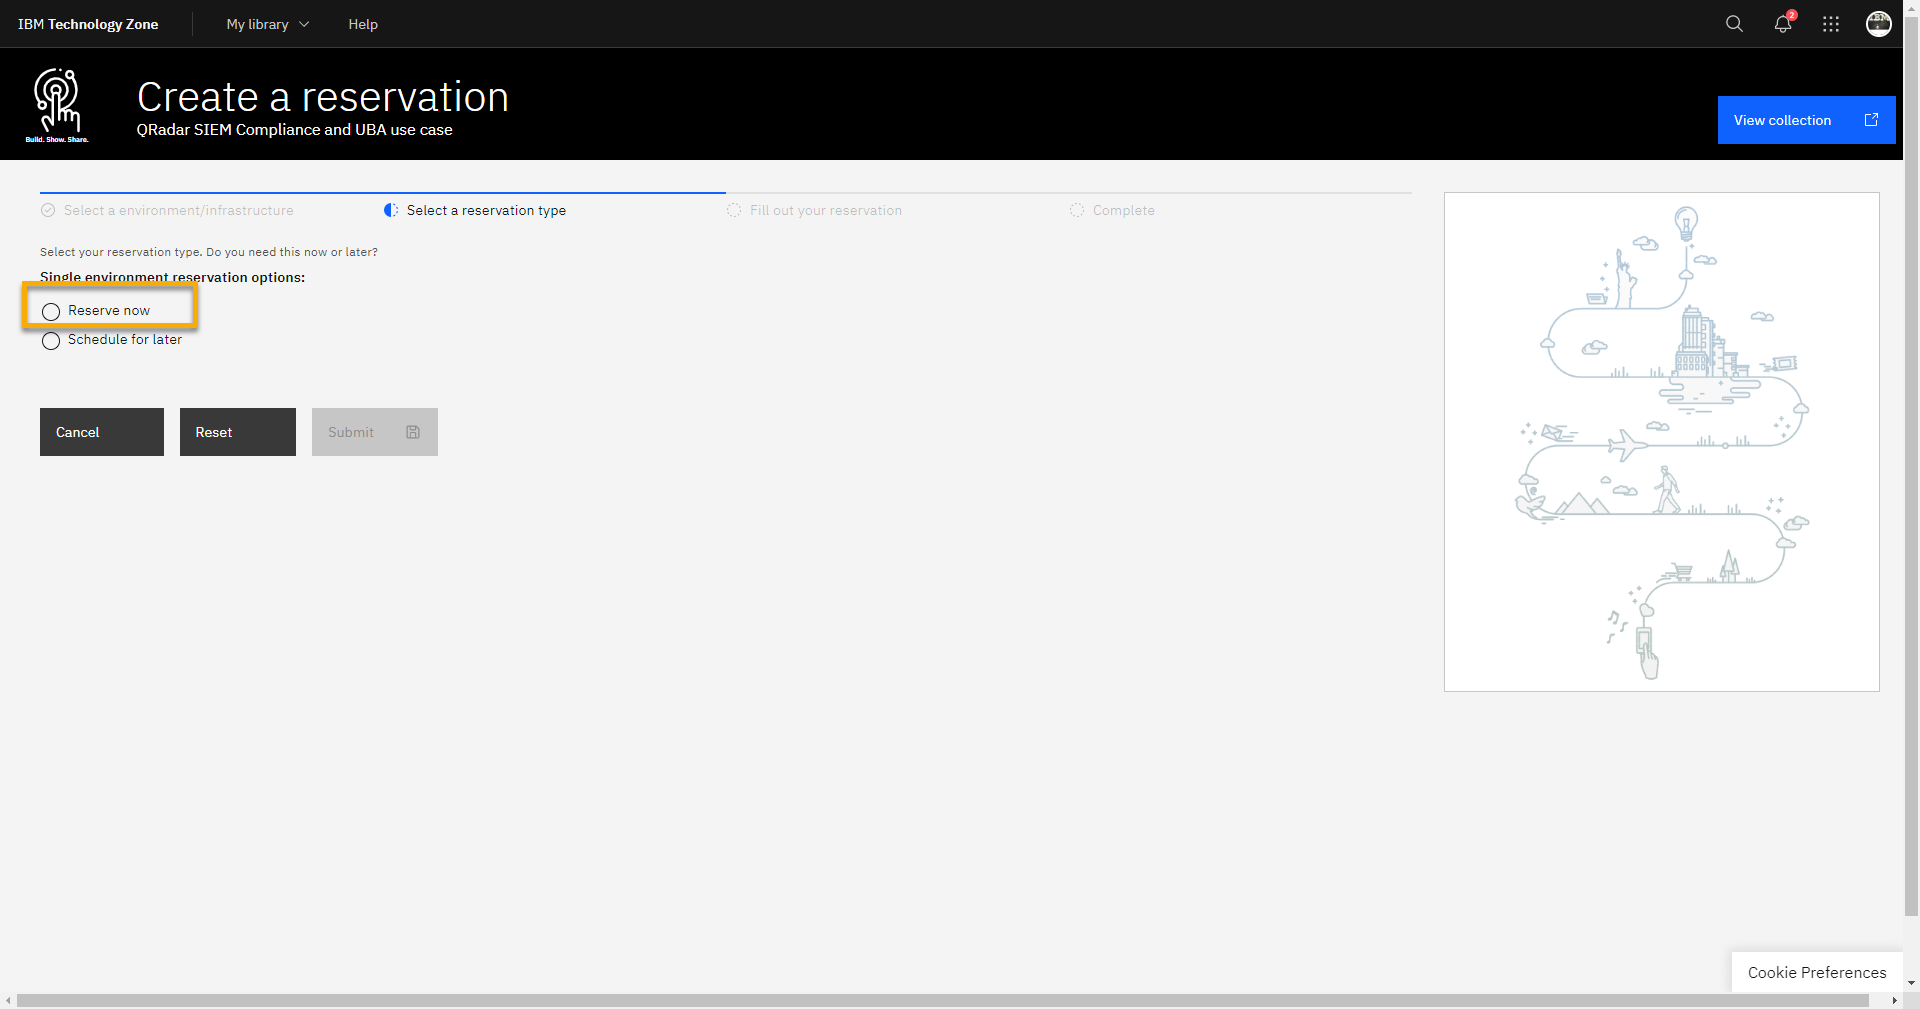 IBM Technology Zone
My library
Help
2
Create a reservation
QRadar SIEM Compliance and UBA use case
Build. Show. Share.
View collection
Select a environment/infrastructure
Select a reservation type
Fill out your reservation
Complete
Select your reservation type. Do you need this now or later?
Single environment reservation options:
Reserve now
Schedule for later
Cancel
Reset
Submit
Cookie Preferences